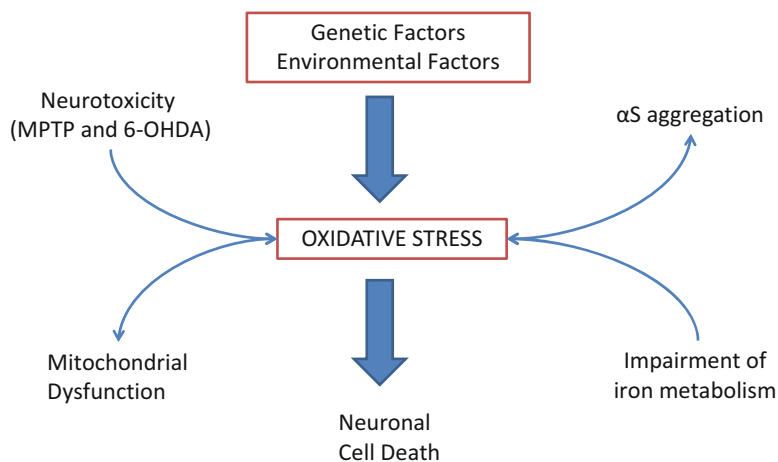 Genetic Factors
Environmental Factors
Neurotoxicity
(MPTP and 6-OHDA)
αS aggregation
OXIDATIVE STRESS
Mitochondrial
Dysfunction
Impairment of
iron metabolism
Neuronal
Cell Death